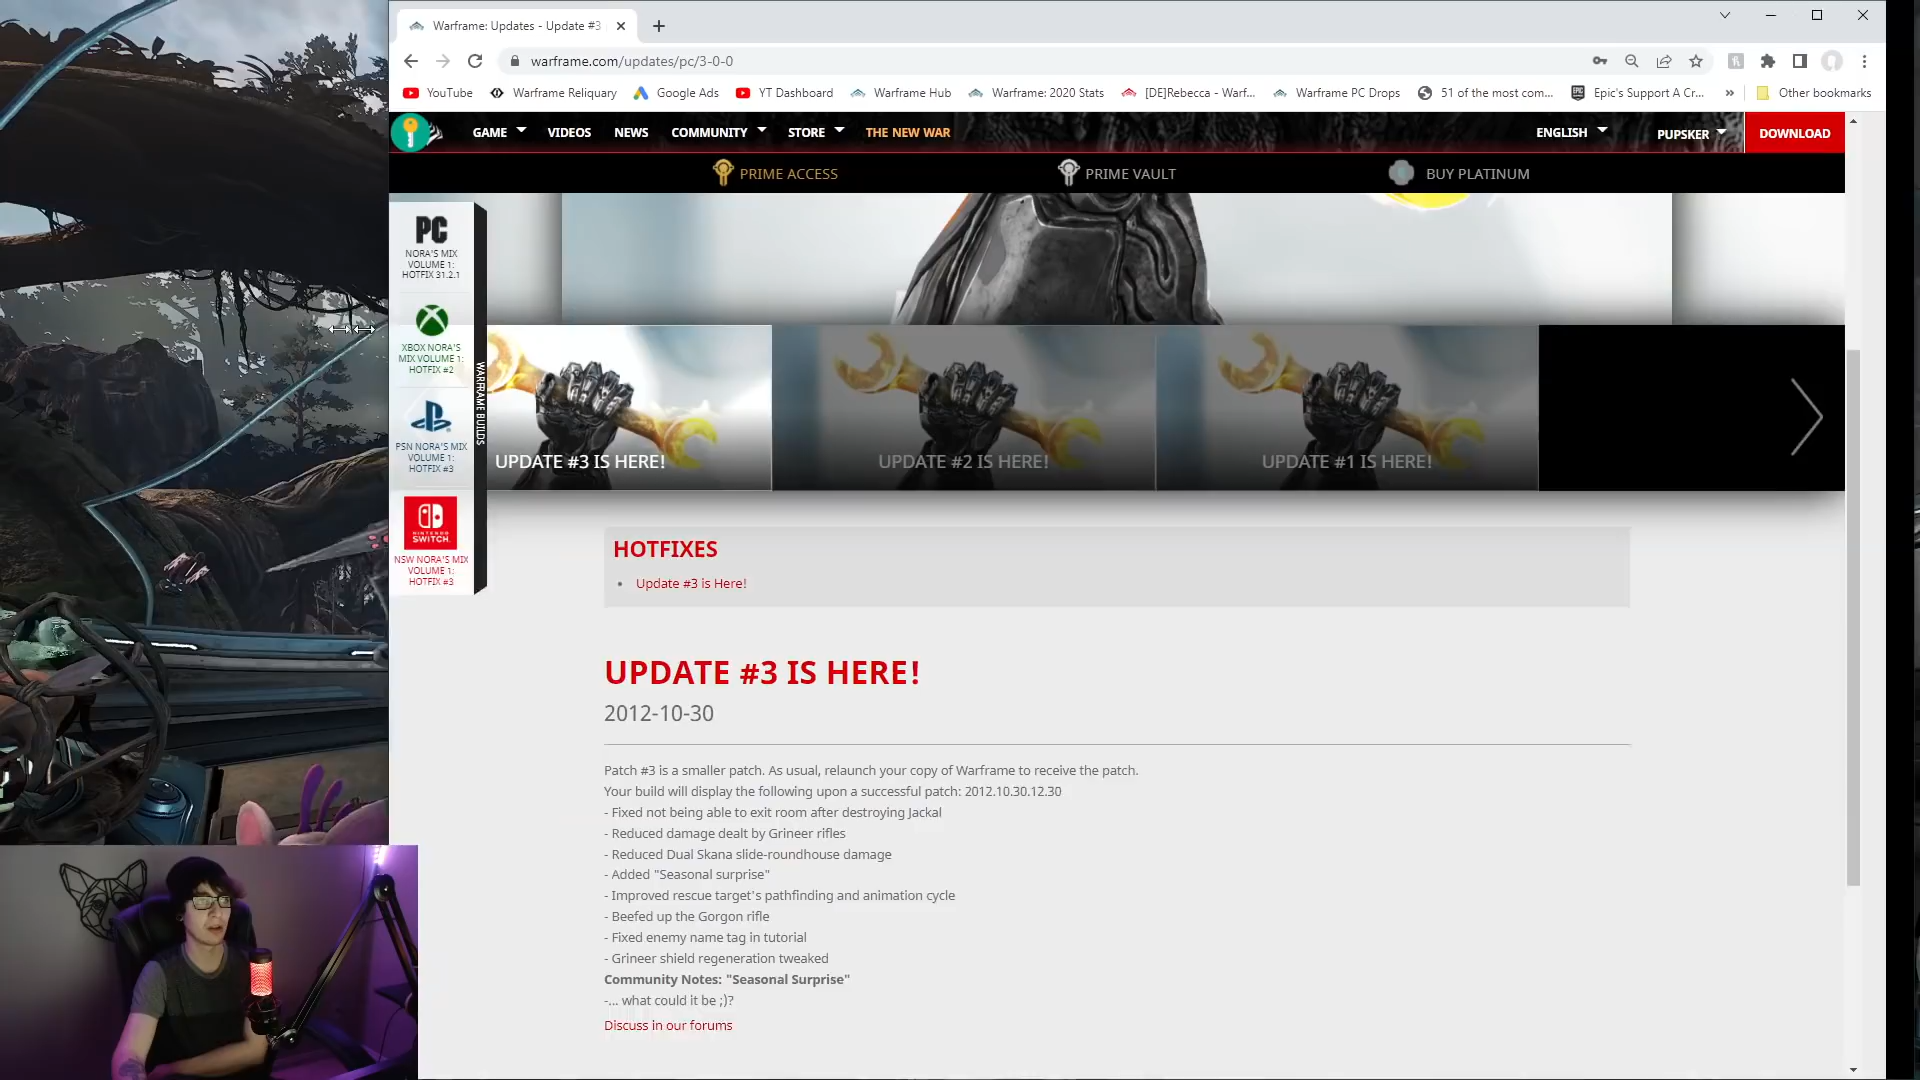 Warframe: Updates - Update #3
warframe.com/updates/pc/3-0-0
YouTube
Warframe Reliquary
Google Ads
YT Dashboard
Warframe Hub
Warframe: 2020 Stats
[DE]Rebecca - Warf...
Warframe PC Drops
51 of the most com...
Epic's Support A Cr...
»
Other bookmarks
GAME
VIDEOS
NEWS
COMMUNITY
STORE
THE NEW WAR
ENGLISH
PUPSKER
DOWNLOAD
PRIME ACCESS
PRIME VAULT
BUY PLATINUM
PC
NORA'S MIX
VOLUME 1:
HOTFIX 31.2.1
XBOX NORA'S
MIX VOLUME 1:
HOTFIX #2
PSN NORA'S MIX
VOLUME 1:
HOTFIX #3
NINTENDO
SWITCH
NSW NORA'S MIX
VOLUME 1:
HOTFIX #3
WARFRAME BUILDS
UPDATE #3 IS HERE!
UPDATE #2 IS HERE!
UPDATE #1 IS HERE!
HOTFIXES
• Update #3 is Here!
UPDATE #3 IS HERE!
2012-10-30
Patch #3 is a smaller patch. As usual, relaunch your copy of Warframe to receive the patch.
Your build will display the following upon a successful patch: 2012.10.30.12.30
- Fixed not being able to exit room after destroying Jackal
- Reduced damage dealt by Grineer rifles
- Reduced Dual Skana slide-roundhouse damage
- Added "Seasonal surprise"
- Improved rescue target's pathfinding and animation cycle
- Beefed up the Gorgon rifle
- Fixed enemy name tag in tutorial
- Grineer shield regeneration tweaked
Community Notes: "Seasonal Surprise"
-... what could it be ;)?
Discuss in our forums